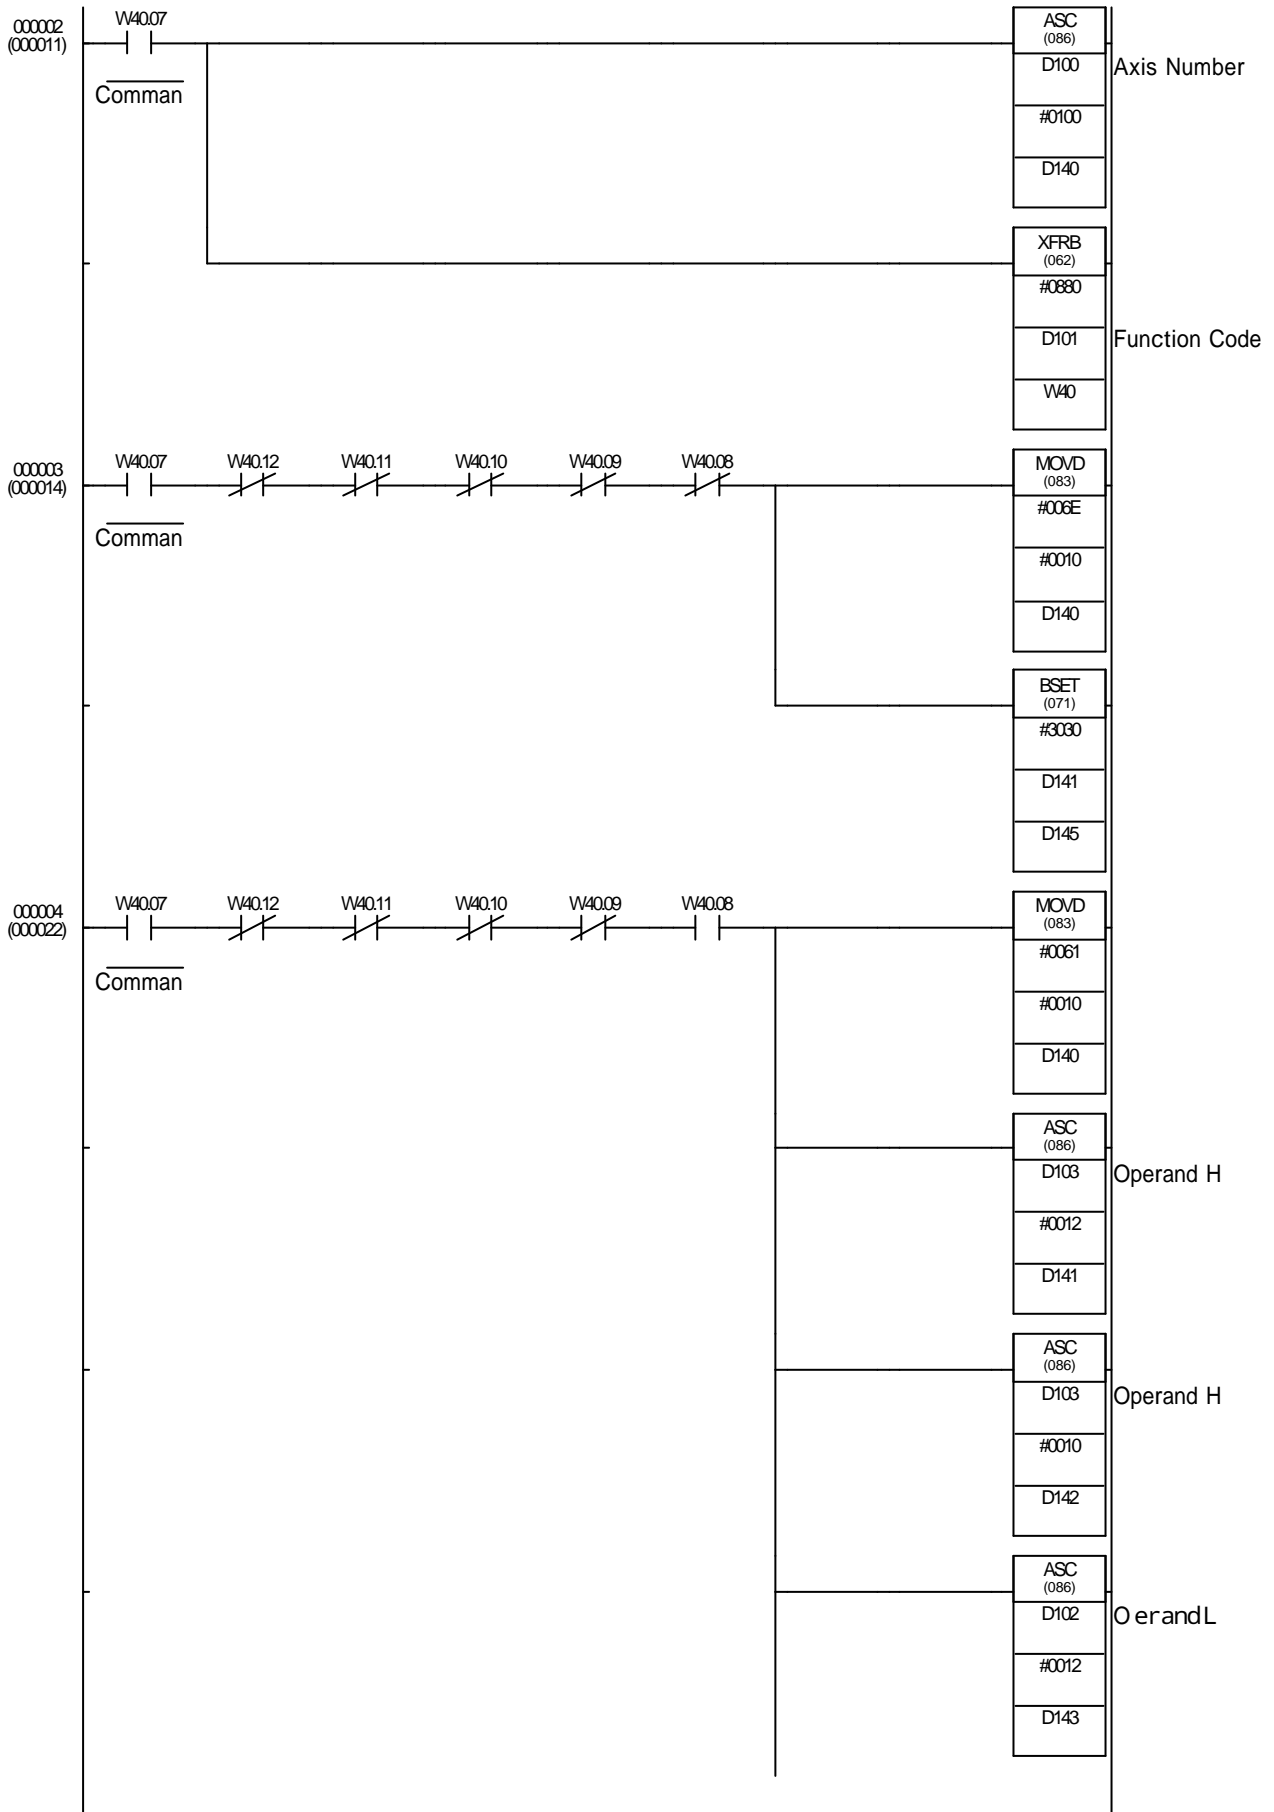 000002
(000011)
W40.07
Comman
ASC
(086)
D100
Axis Number
#0100
D140
XFRB
(062)
#0880
D101
Function Code
W40
000003
(000014)
W40.07
W40.12
W40.11
W40.10
W40.09
W40.08
Comman
MOVD
(083)
#006E
#0010
D140
BSET
(071)
#3030
D141
D145
000004
(000022)
W40.07
W40.12
W40.11
W40.10
W40.09
W40.08
Comman
MOVD
(083)
#0061
#0010
D140
ASC
(086)
D103
Operand H
#0012
D141
ASC
(086)
D103
Operand H
#0010
D142
ASC
(086)
D102
O erand L
#0012
D143